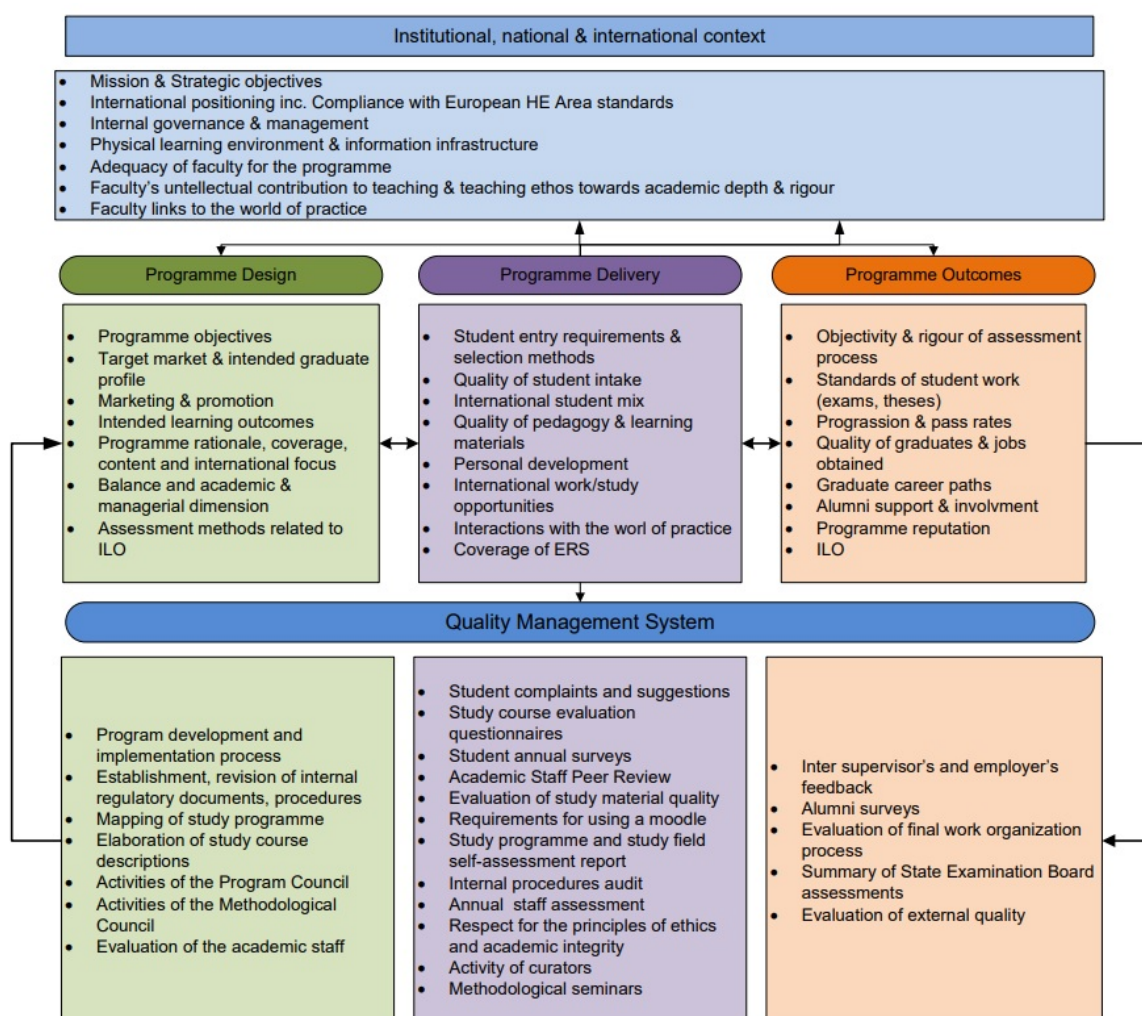 Institutional, national & international context
• Mission & Strategic objectives
• International positioning inc. Compliance with European HE Area standards
• Internal governance & management
• Physical learning environment & information infrastructure
• Adequacy of faculty for the programme
• Faculty's untellectual contribution to teaching & teaching ethos towards academic depth & rigour
• Faculty links to the world of practice
Programme Design
• Programme objectives
• Target market & intended graduate
profile
• Marketing & promotion
• Intended learning outcomes
• Programme rationale, coverage,
content and international focus
• Balance and academic &
managerial dimension
• Assessment methods related to
ILO
Programme Delivery
• Student entry requirements &
selection methods
• Quality of student intake
• International student mix
• Quality of pedagogy & learning
materials
• Personal development
• International work/study
opportunities
• Interactions with the worl of practice
• Coverage of ERS
Programme Outcomes
• Objectivity & rigour of assessment
process
• Standards of student work
(exams, theses)
• Prograssion & pass rates
• Quality of graduates & jobs
obtained
• Graduate career paths
• Alumni support & involvment
• Programme reputation
• ILO
Quality Management System
• Program development and
implementation process
• Establishment, revision of internal
regulatory documents, procedures
• Mapping of study programme
• Elaboration of study course
descriptions
• Activities of the Program Council
• Activities of the Methodological
Council
• Evaluation of the academic staff
• Student complaints and suggestions
• Study course evaluation
questionnaires
• Student annual surveys
• Academic Staff Peer Review
• Evaluation of study material quality
• Requirements for using a moodle
• Study programme and study field
self-assessment report
• Internal procedures audit
• Annual staff assessment
• Respect for the principles of ethics
and academic integrity
• Activity of curators
• Methodological seminars
• Inter supervisor's and employer's
feedback
• Alumni surveys
• Evaluation of final work organization
process
• Summary of State Examination Board
assessments
• Evaluation of external quality